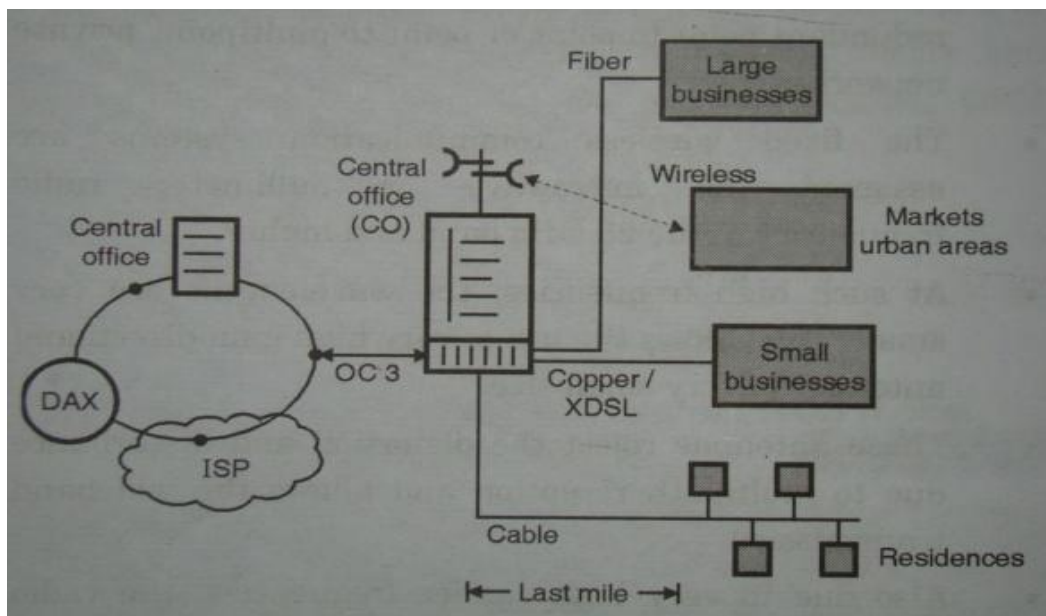 Fiber
Large
businesses
Central
office
(CO)
Wireless
Markets
urban areas
Central
office
OC 3
Small
businesses
Copper /
XDSL
DAX
ISP
Cable
Residences
Last mile